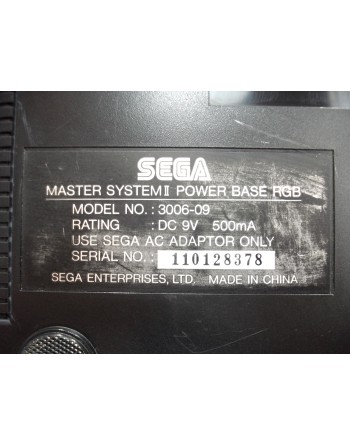 SEGA
MASTER SYSTEM II POWER BASE RGB
MODEL NO. : 3006-09
RATING : DC 9V 500mA
USE SEGA AC ADAPTOR ONLY
SERIAL NO. : 110128378
SEGA ENTERPRISES, LTD. MADE IN CHINA